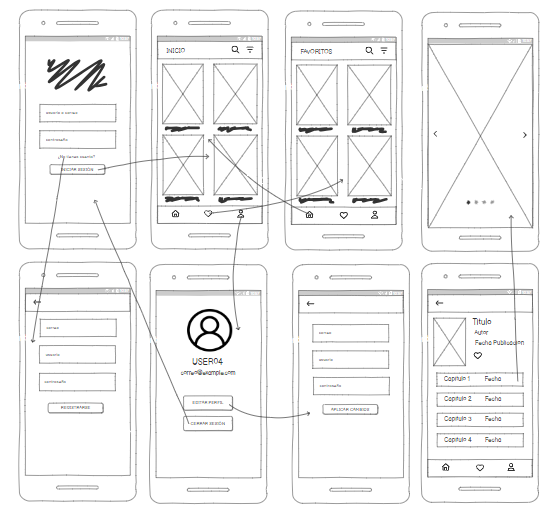 usuario o correo
contraseña
¿No tienes cuenta?
INICIAR SESIÓN
INICIO
FAVORITOS
correo
usuario
contraseña
REGISTRARSE
USER04
correo@example.com
EDITAR PERFIL
CERRAR SESIÓN
correo
usuario
contraseña
APLICAR CAMBIOS
Titulo
Autor
Fecha Publicacion
Capitulo 1 Fecha
Capitulo 2 Fecha
Capitulo 3 Fecha
Capitulo 4 Fecha